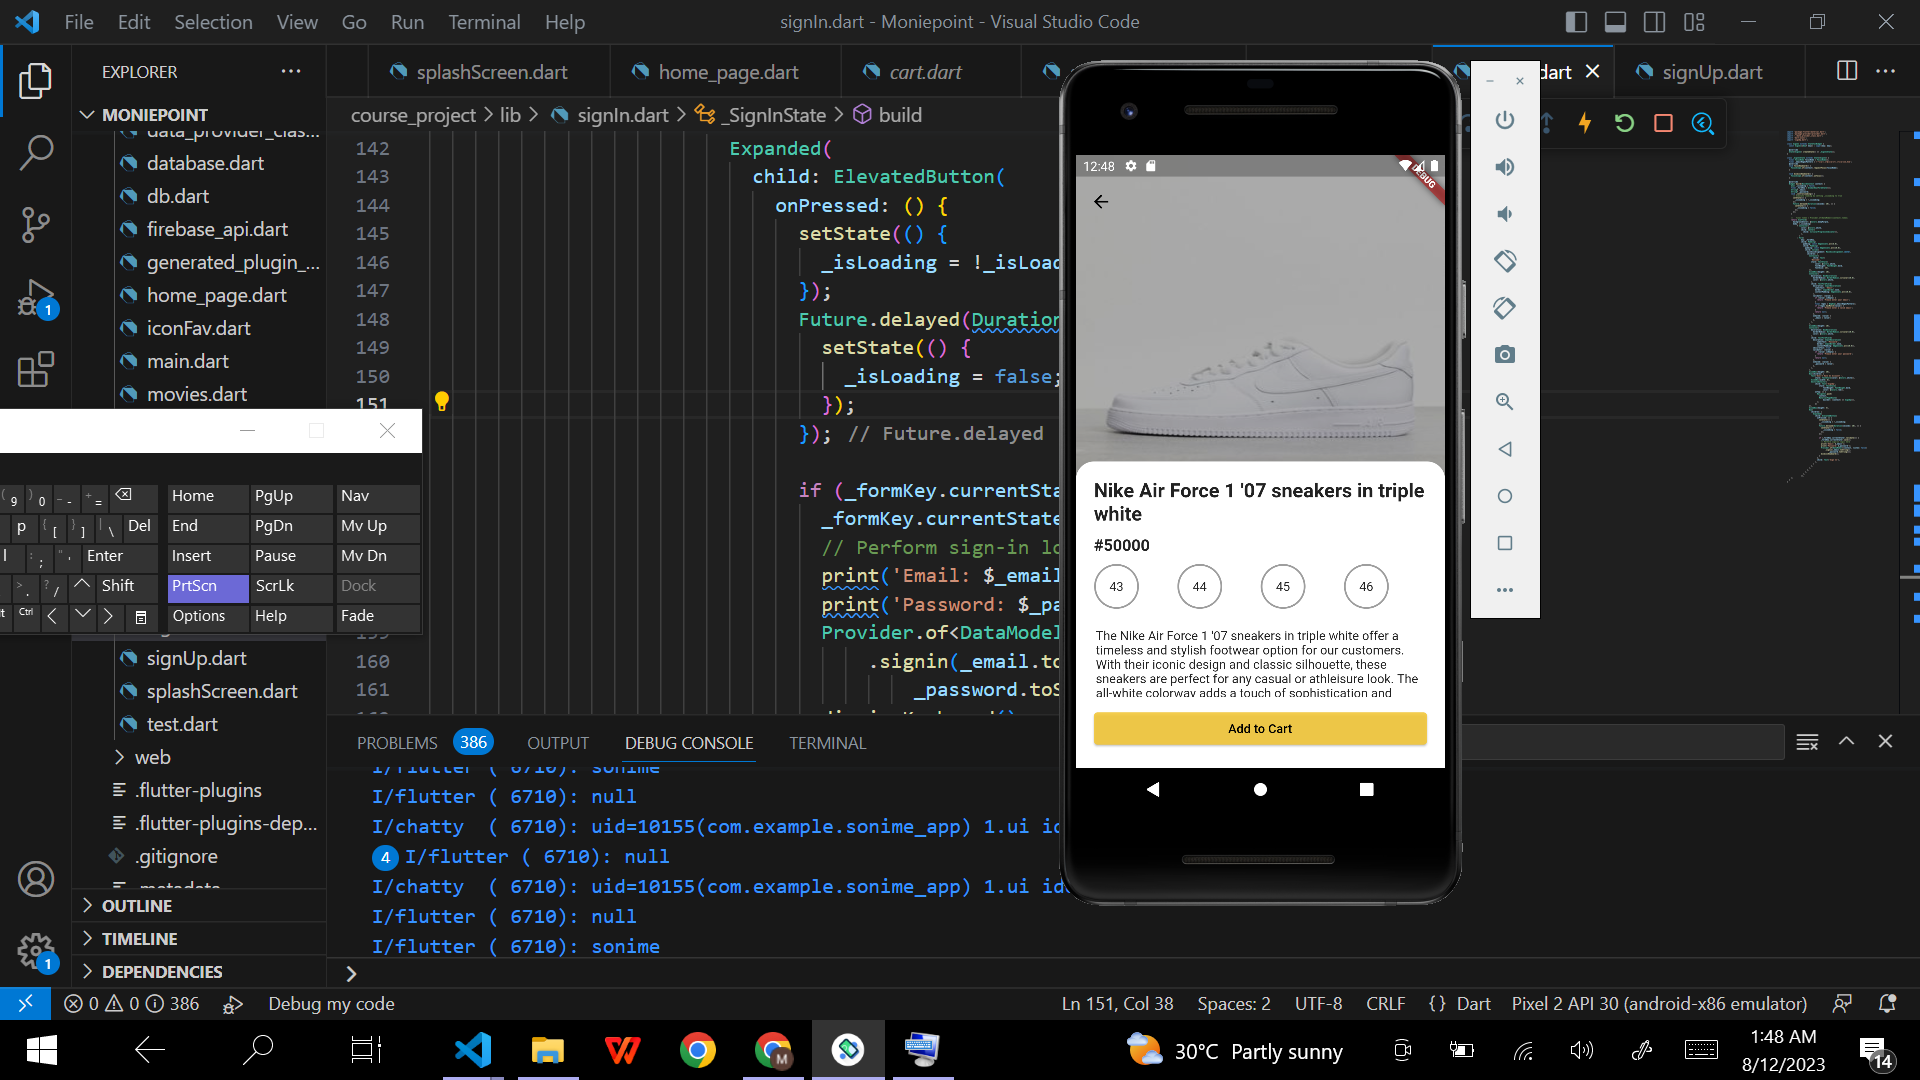 File Edit Selection View Go Run Terminal Help
signIn.dart - Moniepoint - Visual Studio Code
EXPLORER
MONIEPOINT
data_provider_clas...
database.dart
db.dart
firebase_api.dart
generated_plugin_...
home_page.dart
iconFav.dart
main.dart
movies.dart
signUp.dart
splashScreen.dart
test.dart
web
.flutter-plugins
.flutter-plugins-dep...
.gitignore
.metadata
OUTLINE
TIMELINE
DEPENDENCIES
1
1
splashScreen.dart home_page.dart cart.dart dart signUp.dart
course_project > lib > signIn.dart > _SignInState > build
142 Expanded(
143 child: ElevatedButton(
144 onPressed: () {
145 setState(() {
146 _isLoading = !_isLoad
147 });
148 Future.delayed(Duration
149 setState(() {
150 _isLoading = false;
151 });
}); // Future.delayed
if (_formKey.currentSta
_formKey.currentState
// Perform sign-in lo
print('Email: $_email
print('Password: $_pa
Provider.of<DataModel
160 .signin(_email.to
161 _password.toS
9 0 - = Home PgUp Nav
p [ ] \ Del End PgDn Mv Up
l ; ' Enter Insert Pause Mv Dn
. / Shift PrtScn ScrLk Dock
Ctrl Options Help Fade
PROBLEMS 386 OUTPUT DEBUG CONSOLE TERMINAL
I/flutter ( 6710): sonime
I/flutter ( 6710): null
I/chatty ( 6710): uid=10155(com.example.sonime_app) 1.ui id
4 I/flutter ( 6710): null
I/chatty ( 6710): uid=10155(com.example.sonime_app) 1.ui id
I/flutter ( 6710): null
I/flutter ( 6710): sonime
12:48
DEBUG
Nike Air Force 1 '07 sneakers in triple
white
#50000
43 44 45 46
The Nike Air Force 1 '07 sneakers in triple white offer a
timeless and stylish footwear option for our customers.
With their iconic design and classic silhouette, these
sneakers are perfect for any casual or athleisure look. The
all-white colorway adds a touch of sophistication and
Add to Cart
0 0 386 Debug my code
Ln 151, Col 38 Spaces: 2 UTF-8 CRLF {} Dart Pixel 2 API 30 (android-x86 emulator)
30°C Partly sunny
1:48 AM
8/12/2023
14